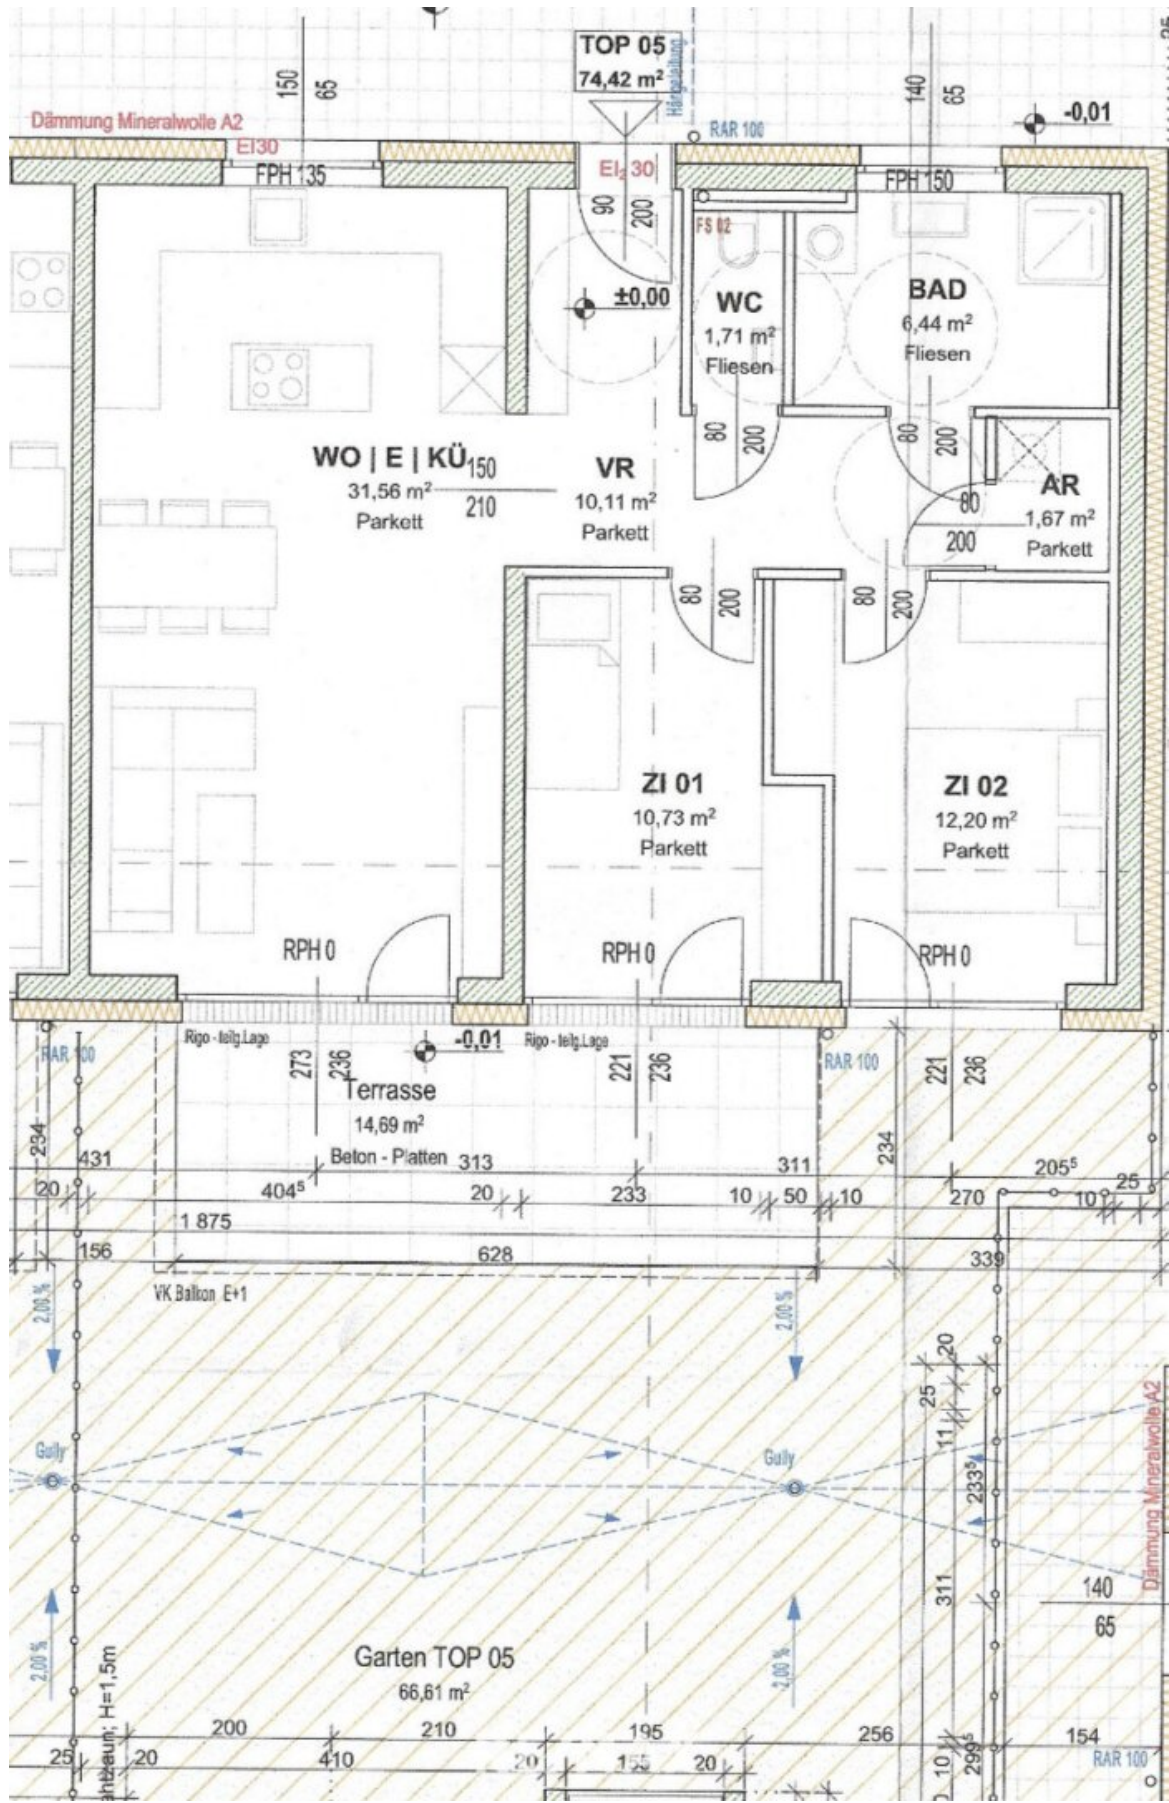 TOP 05
74,42 m²
Hängeleitung
150
65
140
65
-0,01
Dämmung Mineralwolle A2
RAR 100
EI30
FPH 135
EI₂ 30
FPH 150
90
200
FS 02
±0,00
WC
1,71 m²
Fliesen
BAD
6,44 m²
Fliesen
80
200
80
200
WO | E | KÜ
31,56 m²
Parkett
150
210
VR
10,11 m²
Parkett
AR
1,67 m²
Parkett
80
200
80
200
80
200
ZI 01
10,73 m²
Parkett
ZI 02
12,20 m²
Parkett
RPH 0
RPH 0
RPH 0
Rigo - teilg.Lage
-0,01
Rigo - teilg.Lage
RAR 100
RAR 100
273
236
221
236
221
236
Terrasse
14,69 m²
Beton - Platten
234
234
431
313
311
205⁵
20
404⁵
20
233
10
50
10
270
10
25
1 875
156
628
339
VK Balkon E+1
2,00 %
2,00 %
20
25
11
233⁵
Dämmung Mineralwolle A2
Gully
Gully
311
140
65
2,00 %
2,00 %
Garten TOP 05
66,61 m²
ahtzaun; H=1,5m
200
210
195
256
154
25
20
410
20
155
20
10
299⁵
RAR 100